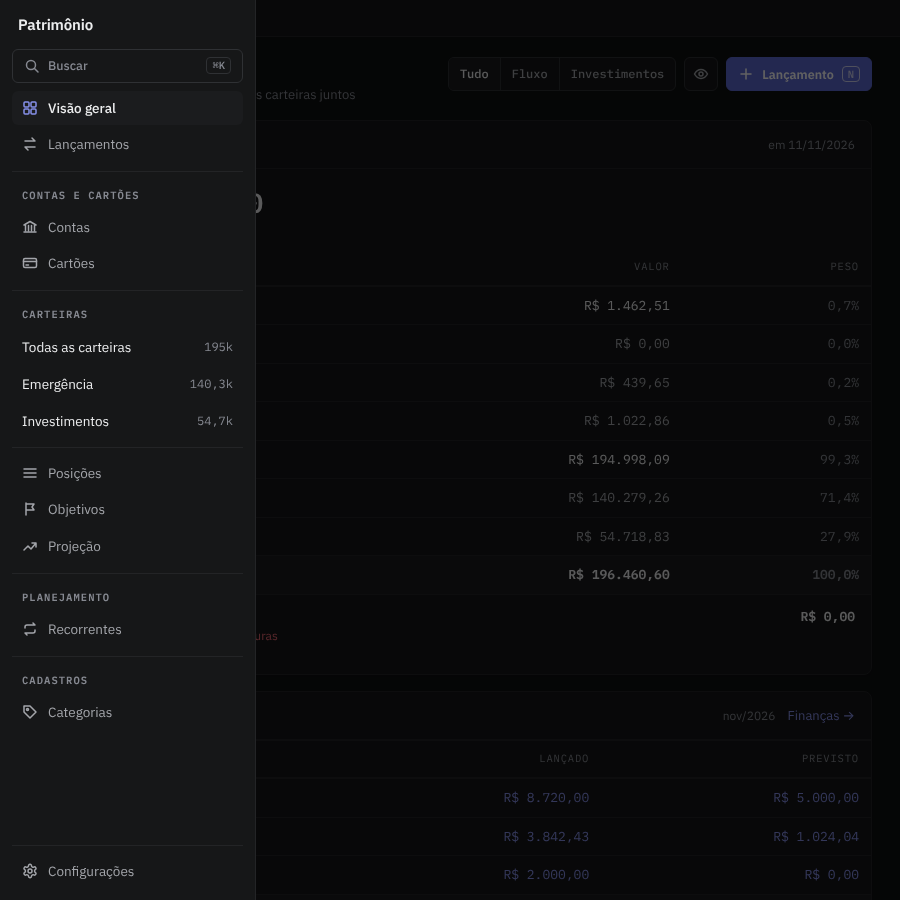 Patrimônio
Buscar ⌘K
Visão geral
Lançamentos
CONTAS E CARTÕES
Contas
Cartões
CARTEIRAS
Todas as carteiras 195k
Emergência 140,3k
Investimentos 54,7k
Posições
Objetivos
Projeção
PLANEJAMENTO
Recorrentes
CADASTROS
Categorias
Configurações
s carteiras juntos
Tudo Fluxo Investimentos
+ Lançamento N
em 11/11/2026
VALOR PESO
R$ 1.462,51 0,7%
R$ 0,00 0,0%
R$ 439,65 0,2%
R$ 1.022,86 0,5%
R$ 194.998,09 99,3%
R$ 140.279,26 71,4%
R$ 54.718,83 27,9%
R$ 196.460,60 100,0%
R$ 0,00
uras
nov/2026 Finanças →
LANÇADO PREVISTO
R$ 8.720,00 R$ 5.000,00
R$ 3.842,43 R$ 1.024,04
R$ 2.000,00 R$ 0,00